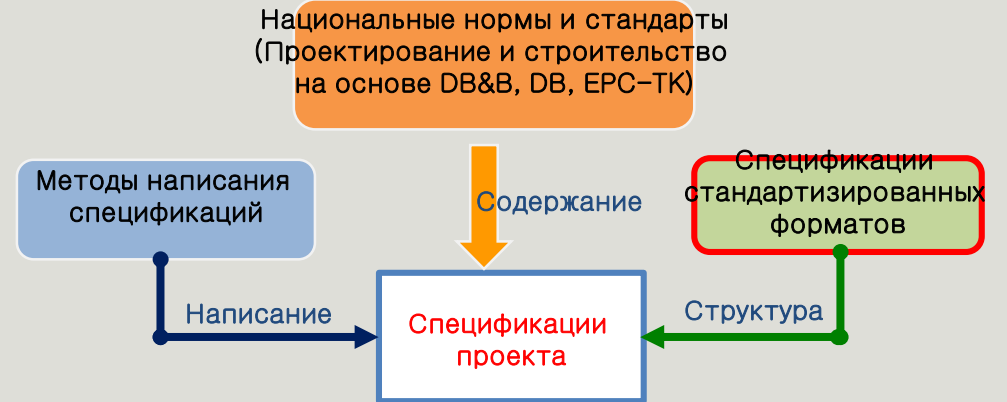 Национальные нормы и стандарты
(Проектирование и строительство
на основе DB&B, DB, EPC-TK)
Методы написания
спецификаций
Содержание
Спецификации
стандартизированных
форматов
Написание
Структура
Спецификации
проекта